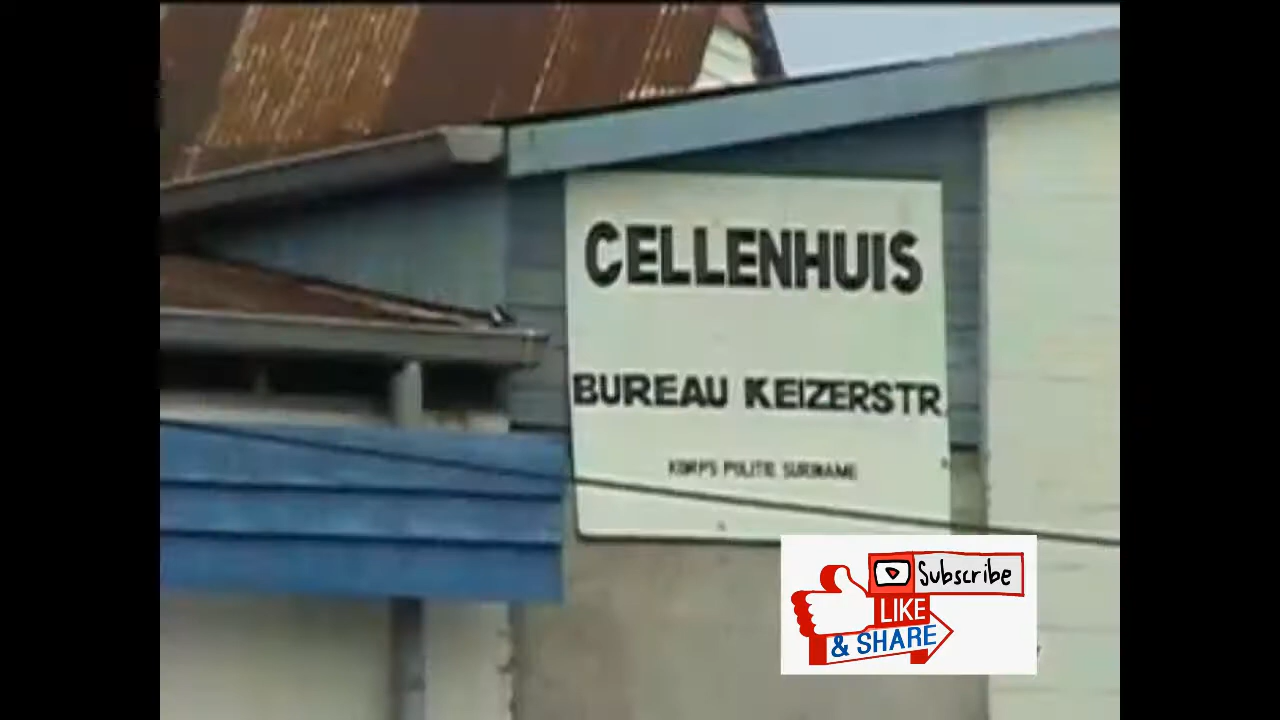 CELLENHUIS
BUREAU KEIZERSTR.
KORPS POLITIE SURINAME
Subscribe
LIKE
& SHARE